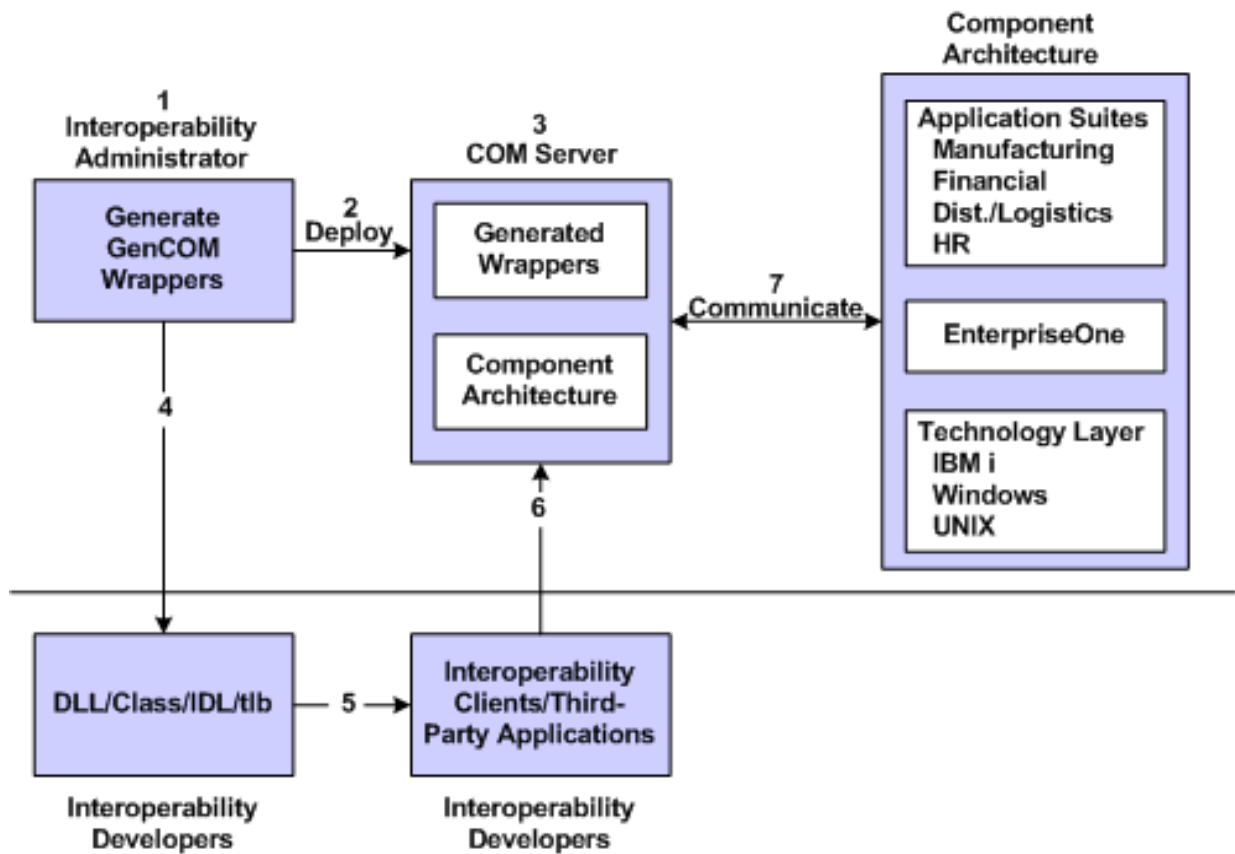 Component
Architecture
1
Interoperability
Administrator
Generate
GenCOM
Wrappers
2
Deploy
3
COM Server
Generated
Wrappers
Component
Architecture
7
Communicate
Application Suites
Manufacturing
Financial
Dist./Logistics
HR
EnterpriseOne
Technology Layer
IBM i
Windows
UNIX
4
6
DLL/Class/IDL/tlb
5
Interoperability
Clients/Third-
Party Applications
Interoperability
Developers
Interoperability
Developers